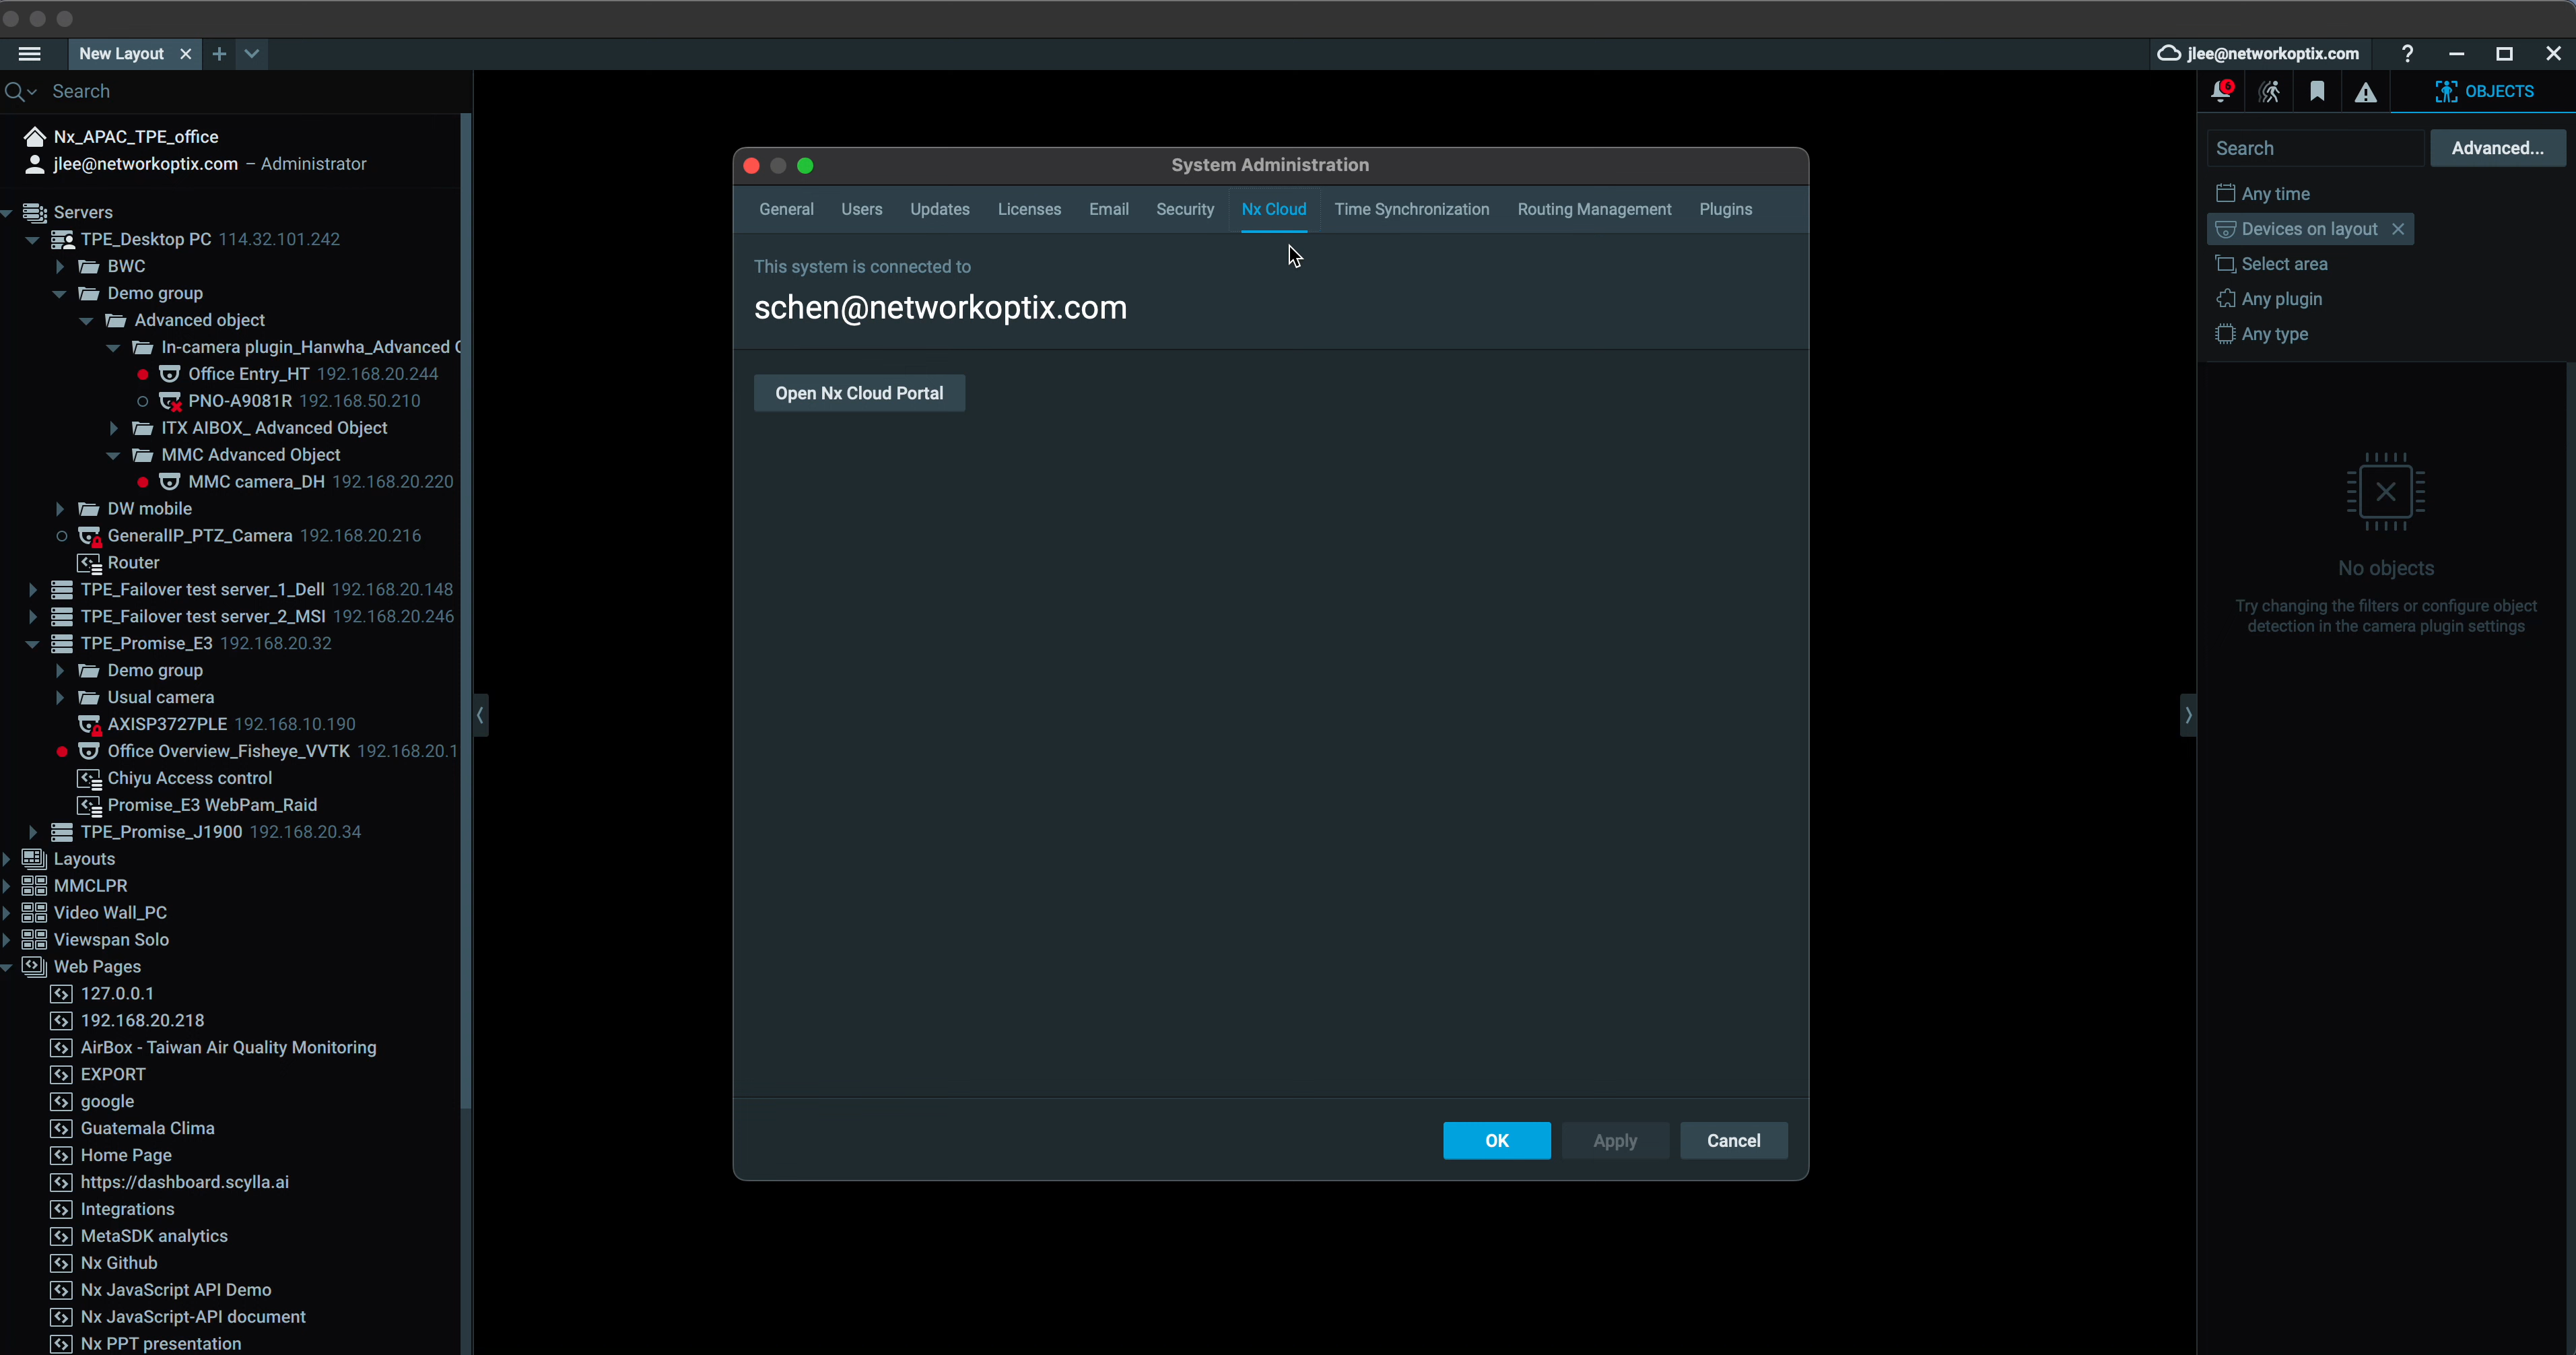 New Layout
jlee@networkoptix.com
?
Search
Nx_APAC_TPE_office
jlee@networkoptix.com – Administrator
Servers
TPE_Desktop PC 114.32.101.242
BWC
Demo group
Advanced object
In-camera plugin_Hanwha_Advanced
Office Entry_HT 192.168.20.244
PNO-A9081R 192.168.50.210
ITX AIBOX_ Advanced Object
MMC Advanced Object
MMC camera_DH 192.168.20.220
DW mobile
GeneralIP_PTZ_Camera 192.168.20.216
Router
TPE_Failover test server_1_Dell 192.168.20.148
TPE_Failover test server_2_MSI 192.168.20.246
TPE_Promise_E3 192.168.20.32
Demo group
Usual camera
AXISP3727PLE 192.168.10.190
Office Overview_Fisheye_VVTK 192.168.20.1
Chiyu Access control
Promise_E3 WebPam_Raid
TPE_Promise_J1900 192.168.20.34
Layouts
MMCLPR
Video Wall_PC
Viewspan Solo
Web Pages
127.0.0.1
192.168.20.218
AirBox - Taiwan Air Quality Monitoring
EXPORT
google
Guatemala Clima
Home Page
https://dashboard.scylla.ai
Integrations
MetaSDK analytics
Nx Github
Nx JavaScript API Demo
Nx JavaScript-API document
Nx PPT presentation
System Administration
General Users Updates Licenses Email Security Nx Cloud Time Synchronization Routing Management Plugins
This system is connected to
schen@networkoptix.com
Open Nx Cloud Portal
OK Apply Cancel
6
OBJECTS
Search
Advanced...
Any time
Devices on layout
Select area
Any plugin
Any type
No objects
Try changing the filters or configure object
detection in the camera plugin settings